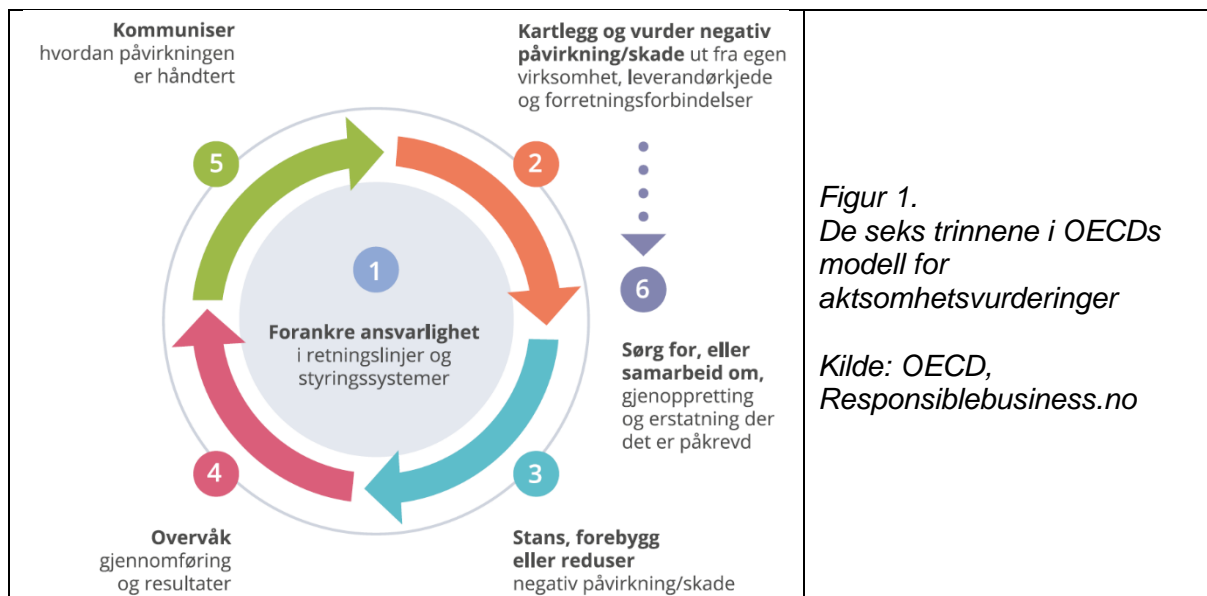 Kommuniser
hvordan påvirkningen
er håndtert
Kartlegg og vurder negativ
påvirkning/skade ut fra egen
virksomhet, leverandørkjede
og forretningsforbindelser
5
2
1
6
Forankre ansvarlighet
i retningslinjer og
styringssystemer
Sørg for, eller
samarbeid om,
gjenoppretting
og erstatning der
det er påkrevd
4
3
Overvåk
gjennomføring
og resultater
Stans, forebygg
eller reduser
negativ påvirkning/skade
Figur 1.
De seks trinnene i OECDs
modell for
aktsomhetsvurderinger
Kilde: OECD,
Responsiblebusiness.no